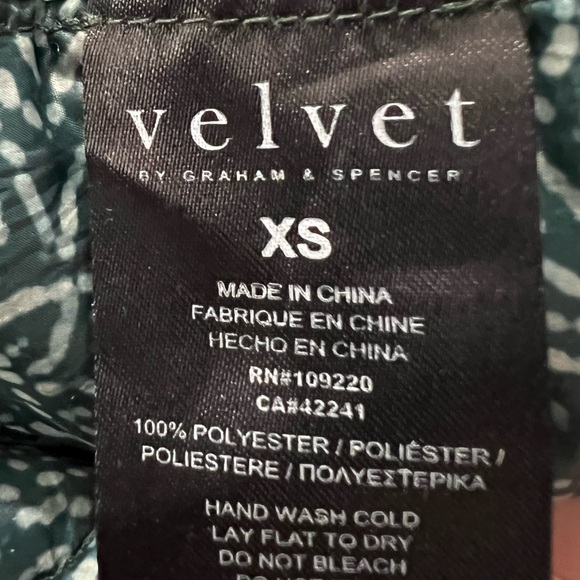 velvet
BY GRAHAM & SPENCER
XS
MADE IN CHINA
FABRIQUE EN CHINE
HECHO EN CHINA
RN#109220
CA#42241
100% POLYESTER / POLIÉSTER /
POLIESTERE / ΠΟΛΥΕΣΤΕΡΙΚΑ
HAND WASH COLD
LAY FLAT TO DRY
DO NOT BLEACH